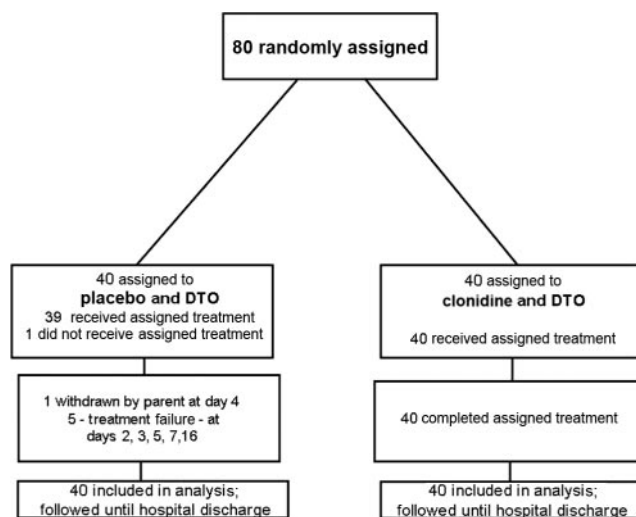 80 randomly assigned
40 assigned to
placebo and DTO
39 received assigned treatment
1 did not receive assigned treatment
40 assigned to
clonidine and DTO
40 received assigned treatment
1 withdrawn by parent at day 4
5 - treatment failure - at
days 2, 3, 5, 7,16
40 completed assigned treatment
40 included in analysis;
followed until hospital discharge
40 included in analysis;
followed until hospital discharge